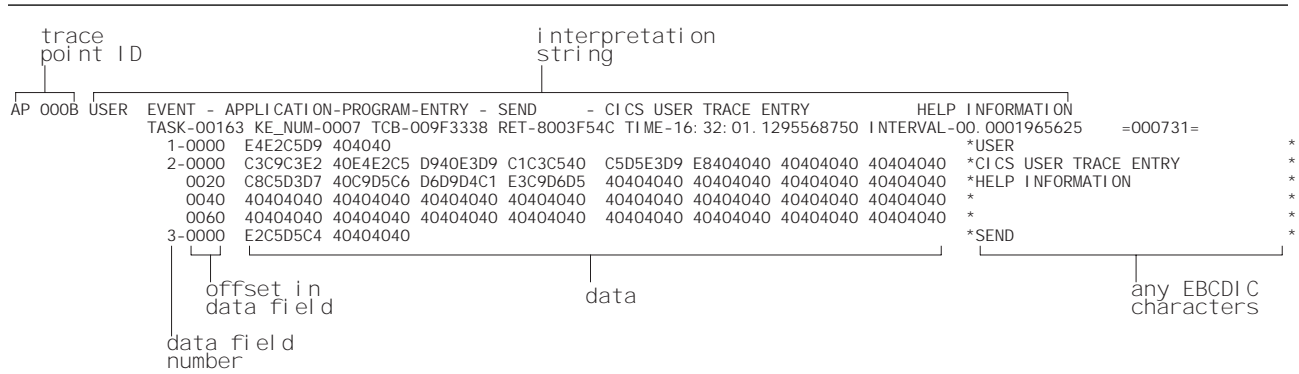 trace
point ID
interpretation
string
AP 000B USER EVENT - APPLICATION-PROGRAM-ENTRY - SEND - CICS USER TRACE ENTRY HELP INFORMATION
TASK-00163 KE_NUM-0007 TCB-009F3338 RET-8003F54C TIME-16:32:01.1295568750 INTERVAL-00.0001965625 =000731=
1-0000 E4E2C5D9 404040 *USER *
2-0000 C3C9C3E2 40E4E2C5 D940E3D9 C1C3C540 C5D5E3D9 E8404040 40404040 40404040 *CICS USER TRACE ENTRY *
0020 C8C5D3D7 40C9D5C6 D6D9D4C1 E3C9D6D5 40404040 40404040 40404040 40404040 *HELP INFORMATION *
0040 40404040 40404040 40404040 40404040 40404040 40404040 40404040 40404040 * *
0060 40404040 40404040 40404040 40404040 40404040 40404040 40404040 40404040 * *
3-0000 E2C5D5C4 40404040 *SEND *
offset in
data field
data
any EBCDIC
characters
data field
number